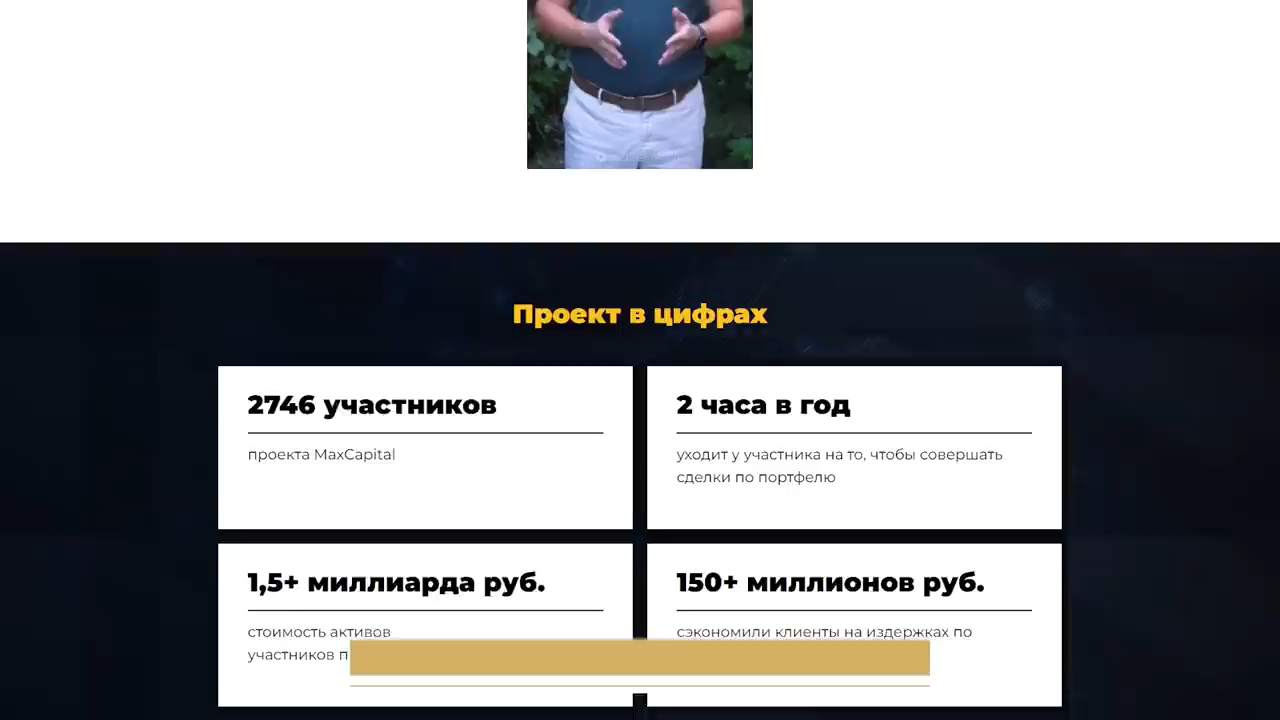 Проект в цифрах
2746 участников
проекта MaxCapital
2 часа в год
уходит у участника на то, чтобы совершать
сделки по портфелю
1,5+ миллиарда руб.
стоимость активов
участников
150+ миллионов руб.
сэкономили клиенты на издержках по